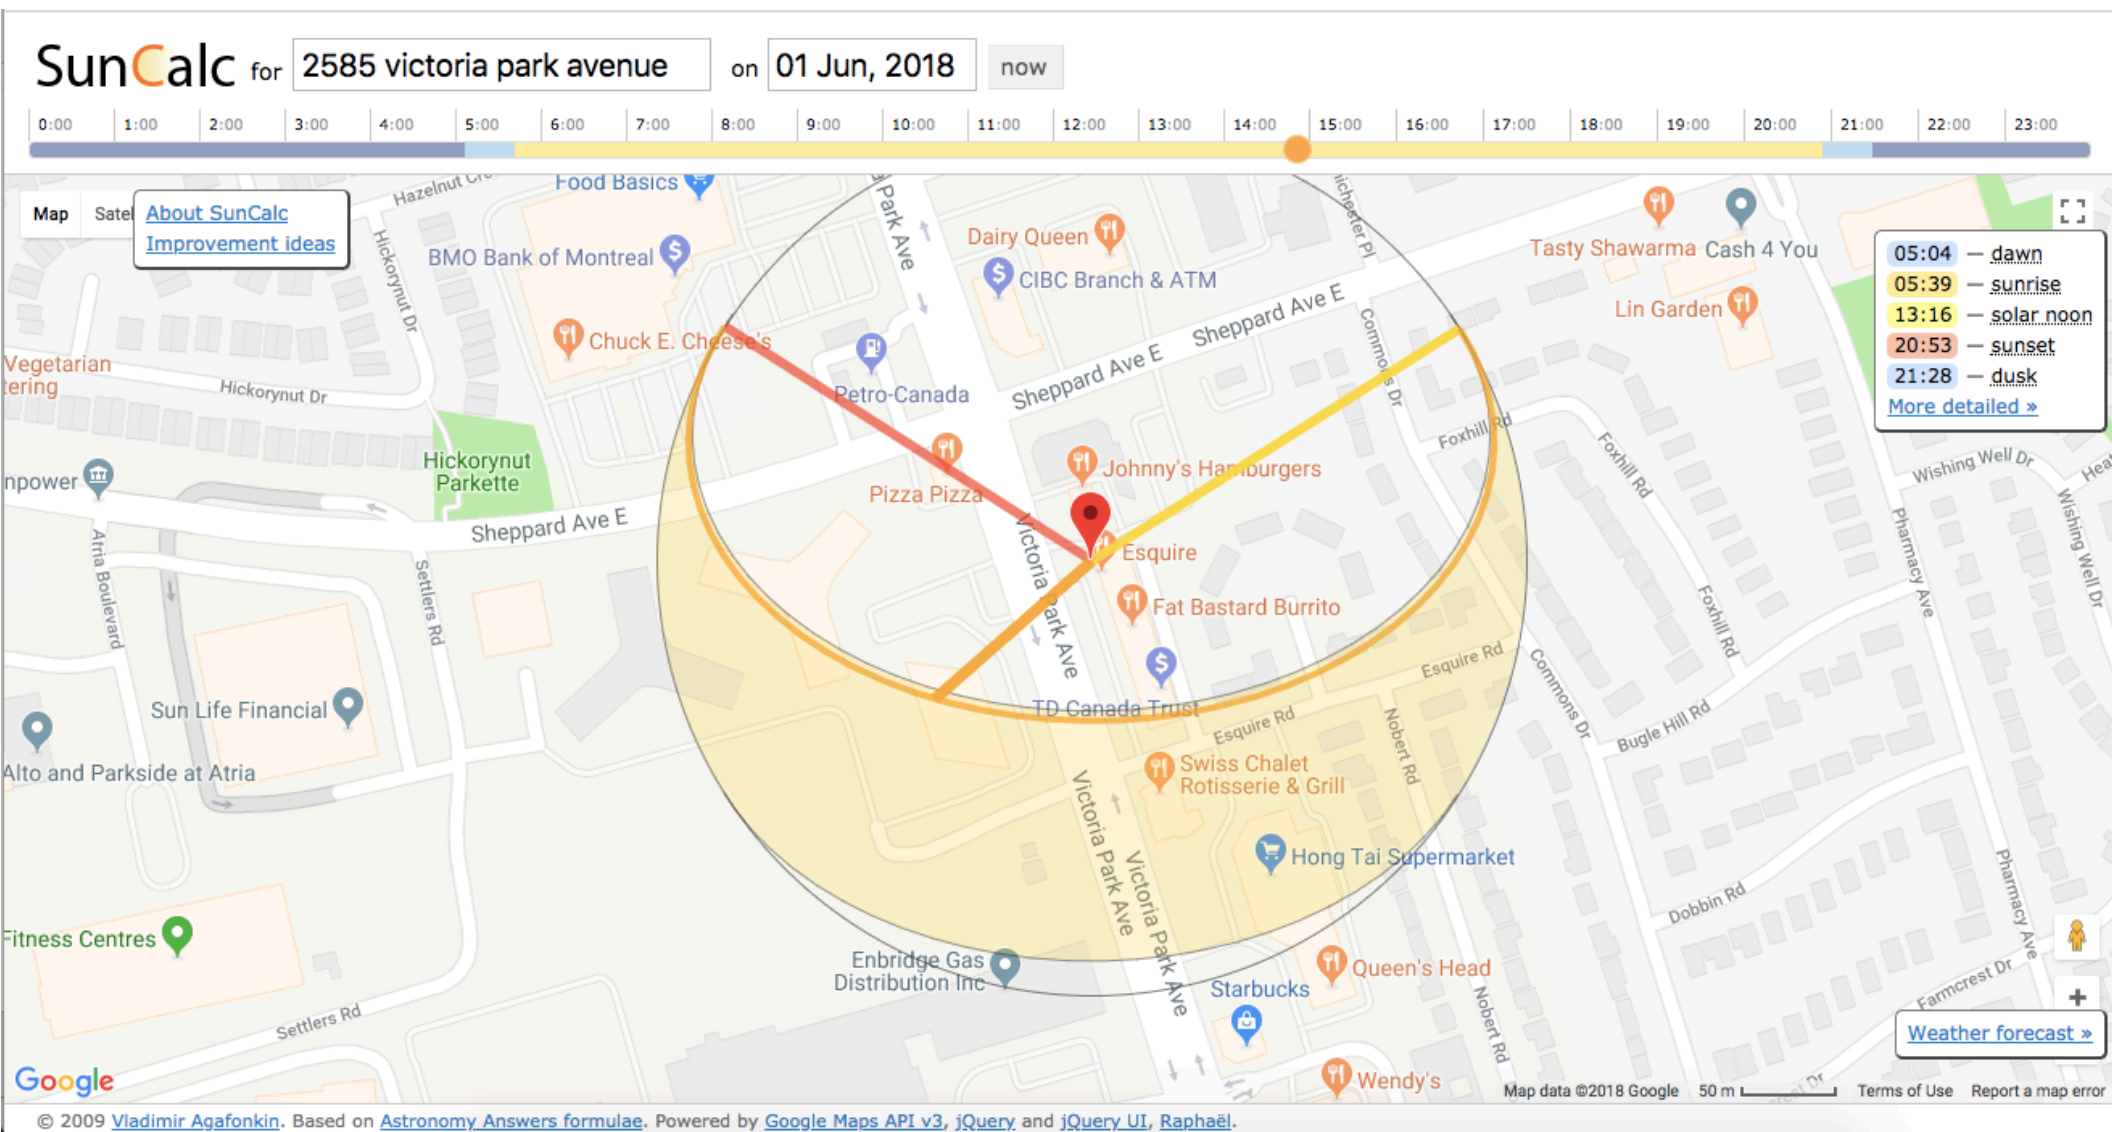 SunCalc for 2585 victoria park avenue on 01 Jun, 2018 now
0:00 1:00 2:00 3:00 4:00 5:00 6:00 7:00 8:00 9:00 10:00 11:00 12:00 13:00 14:00 15:00 16:00 17:00 18:00 19:00 20:00 21:00 22:00 23:00
Map Satel
About SunCalc
Improvement ideas
05:04 — dawn
05:39 — sunrise
13:16 — solar noon
20:53 — sunset
21:28 — dusk
More detailed »
Hazelnut
Food Basics
Park Ave
Hickorynut Dr
BMO Bank of Montreal
Dairy Queen
CIBC Branch & ATM
Tasty Shawarma
Cash 4 You
Lin Garden
Sheppard Ave E
Chuck E. Cheese's
Vegetarian
tering
Hickorynut Dr
Petro-Canada
Sheppard Ave E
Commons Dr
Foxhill Rd
Foxhill Rd
Hickorynut
Parkette
npower
Pizza Pizza
Johnny's Hamburgers
Wishing Well Dr
Hea
Wishing Well Dr
Sheppard Ave E
Atria Boulevard
Settlers Rd
Victoria Park Ave
Esquire
Fat Bastard Burrito
Pharmacy Ave
Foxhill Rd
Esquire Rd
Commons Dr
Sun Life Financial
TD Canada Trust
Esquire Rd
Nobert Rd
Bugle Hill Rd
Alto and Parkside at Atria
Swiss Chalet
Rotisserie & Grill
Victoria Park Ave
Victoria Park Ave
Hong Tai Supermarket
Dobbin Rd
Pharmacy Ave
Fitness Centres
Enbridge Gas
Distribution Inc
Queen's Head
Starbucks
Nobert Rd
Farmcrest Dr
Settlers Rd
+
Weather forecast »
Wendy's
Google
Map data ©2018 Google 50 m Terms of Use Report a map error
© 2009 Vladimir Agafonkin. Based on Astronomy Answers formulae. Powered by Google Maps API v3, jQuery and jQuery UI, Raphaël.